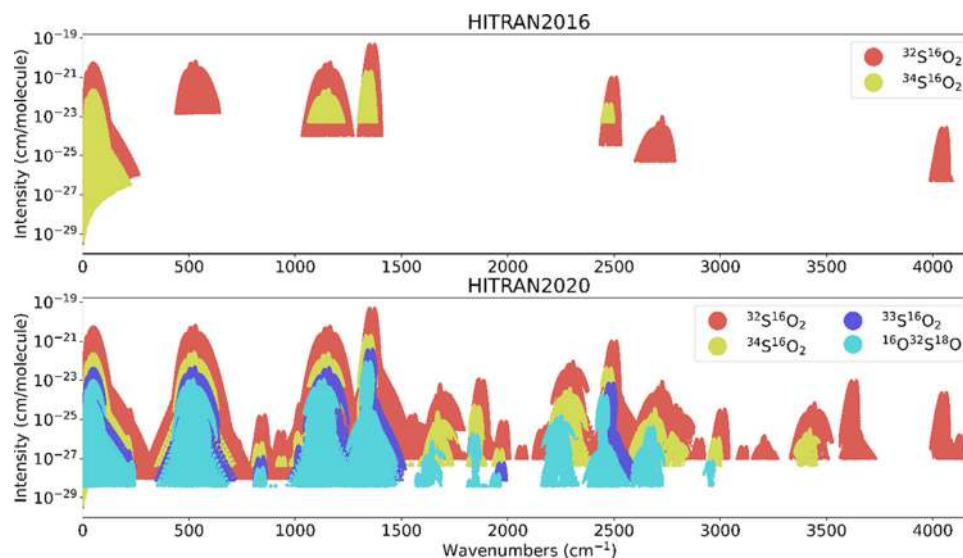 HITRAN2016
Intensity (cm/molecule)
10⁻¹⁹
10⁻²¹
10⁻²³
10⁻²⁵
10⁻²⁷
10⁻²⁹
³²S¹⁶O₂
³⁴S¹⁶O₂
0 500 1000 1500 2000 2500 3000 3500 4000
HITRAN2020
Intensity (cm/molecule)
10⁻¹⁹
10⁻²¹
10⁻²³
10⁻²⁵
10⁻²⁷
10⁻²⁹
³²S¹⁶O₂ ³³S¹⁶O₂
³⁴S¹⁶O₂ ¹⁶O³²S¹⁸O
0 500 1000 1500 2000 2500 3000 3500 4000
Wavenumbers (cm⁻¹)